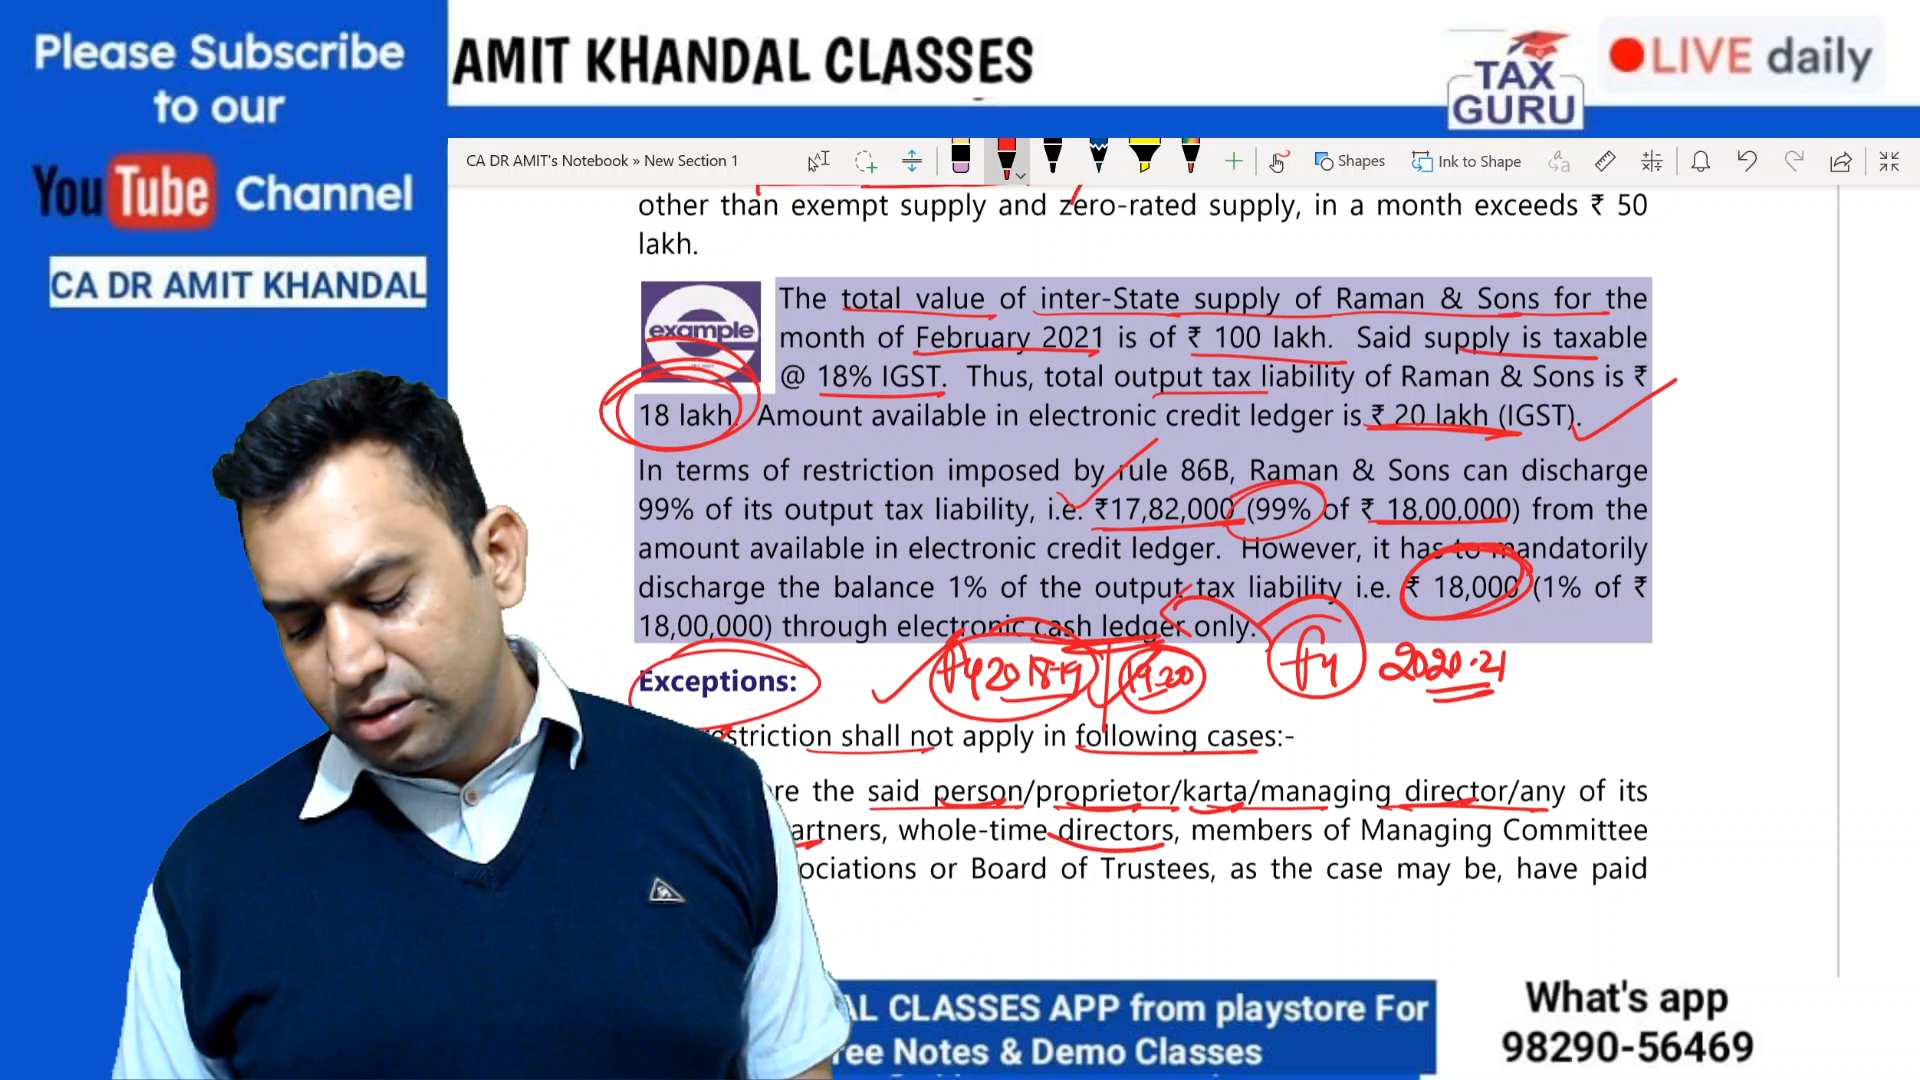 Please Subscribe
to our
YouTube Channel
CA DR AMIT KHANDAL
AMIT KHANDAL CLASSES
TAX
GURU
LIVE daily
CA DR AMIT's Notebook » New Section 1
Shapes
Ink to Shape
other than exempt supply and zero-rated supply, in a month exceeds ₹ 50
lakh.
example
The total value of inter-State supply of Raman & Sons for the
month of February 2021 is of ₹ 100 lakh. Said supply is taxable
@ 18% IGST. Thus, total output tax liability of Raman & Sons is ₹
18 lakh. Amount available in electronic credit ledger is ₹ 20 lakh (IGST).
In terms of restriction imposed by rule 86B, Raman & Sons can discharge
99% of its output tax liability, i.e. ₹17,82,000 (99% of ₹ 18,00,000) from the
amount available in electronic credit ledger. However, it has to mandatorily
discharge the balance 1% of the output tax liability i.e. ₹ 18,000 (1% of ₹
18,00,000) through electronic cash ledger only.
Exceptions:
fy 2018-19 19-20 fy 2020-21
shall not apply in following cases:-
the said person/proprietor/karta/managing director/any of its
whole-time directors, members of Managing Committee
or Board of Trustees, as the case may be, have paid
CLASSES APP from playstore For
Notes & Demo Classes
What's app
98290-56469